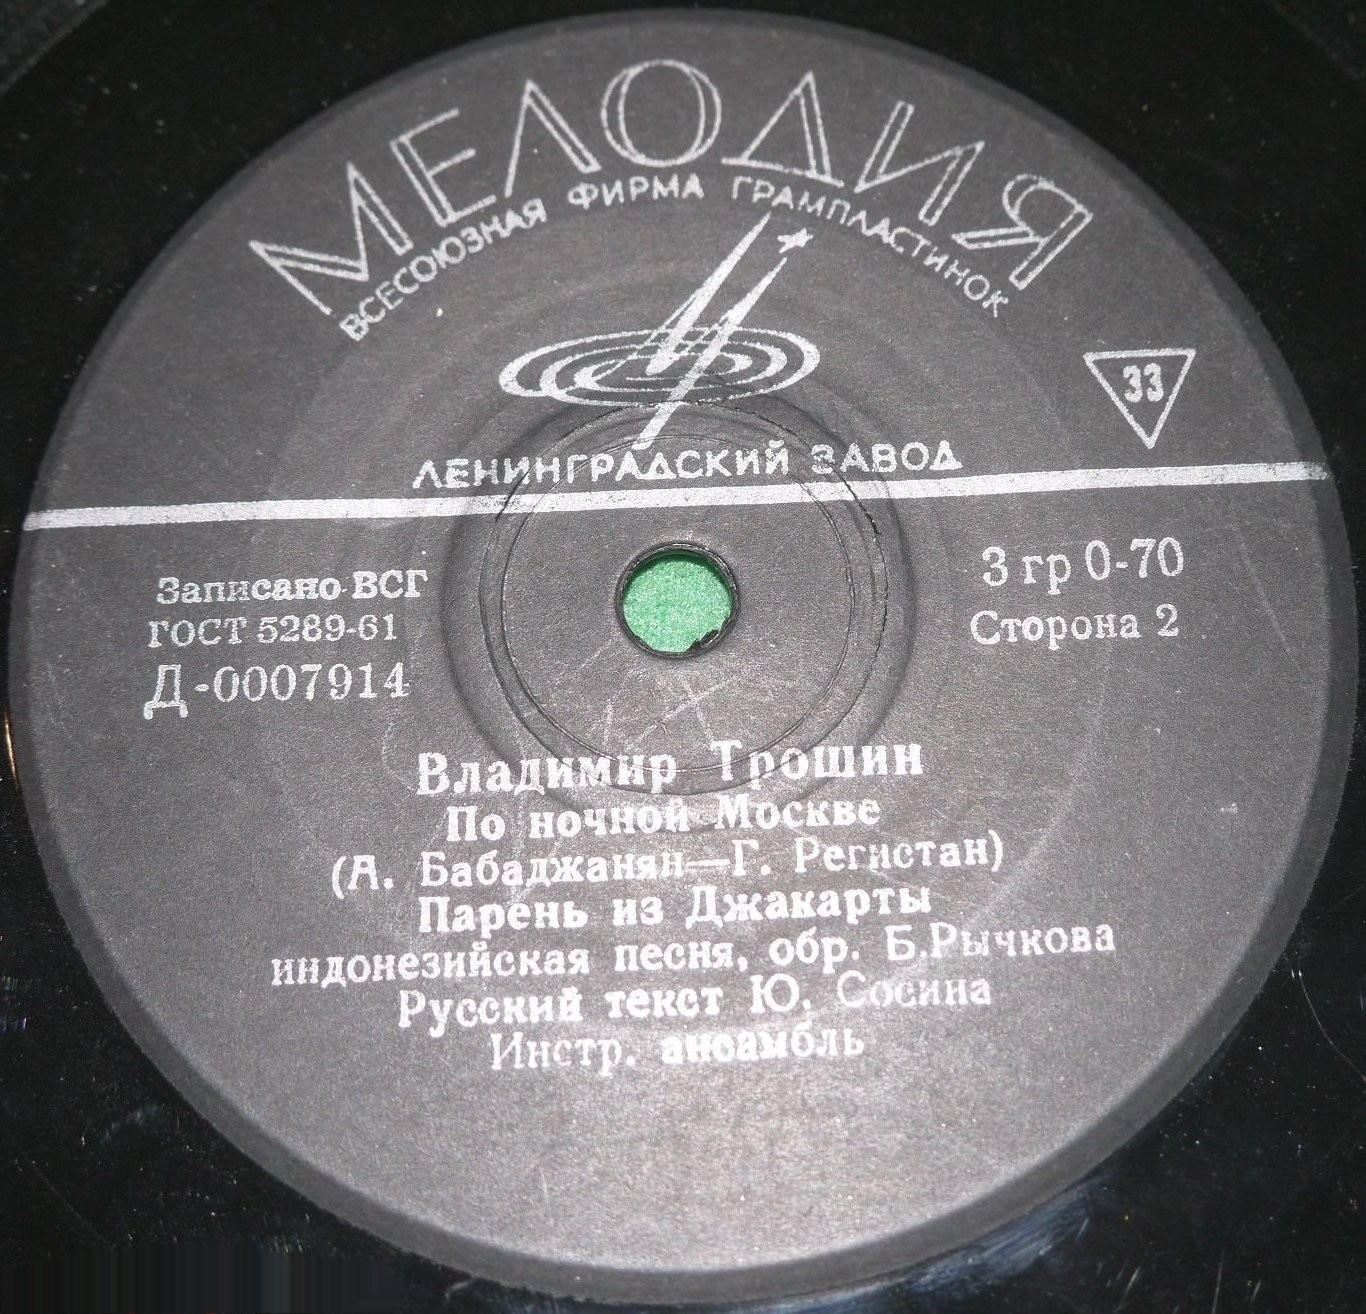 МЕЛОДИЯ
ВСЕСОЮЗНАЯ ФИРМА ГРАМПЛАСТИНОК
33
ЛЕНИНГРАДСКИЙ ЗАВОД
Записано ВСГ
ГОСТ 5289-61
Д-0007914
3 гр 0-70
Сторона 2
Владимир Трошин
По ночной Москве
(А. Бабаджанян—Г. Регистан)
Парень из Джакарты
индонезийская песня, обр. Б.Рычкова
Русский текст Ю. Сосина
Инстр. ансамбль